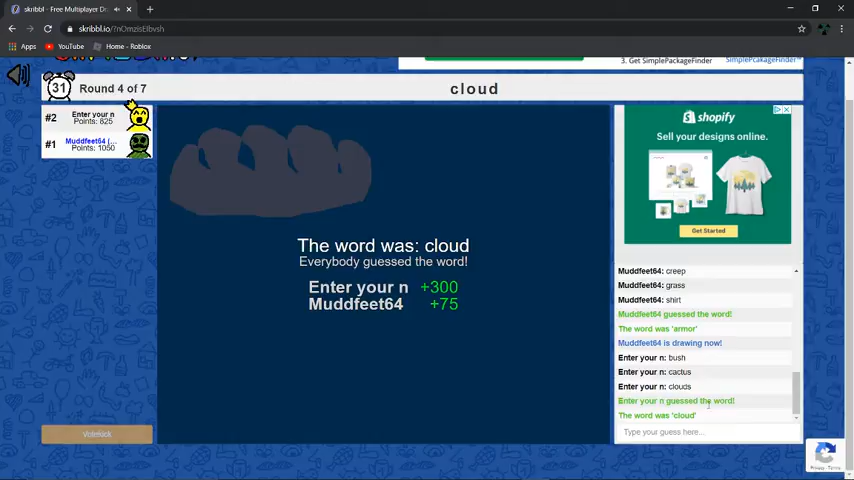 skribbl - Free Multiplayer Dr
skribbl.io/?nOmzisEIbvsh
Apps
YouTube
Home - Roblox
3. Get SimplePackageFinder
SimplePackageFinder
31
Round 4 of 7
cloud
#2
Enter your n
Points: 825
#1
Muddfeet64 (...
Points: 1050
The word was: cloud
Everybody guessed the word!
Enter your n +300
Muddfeet64 +75
shopify
Sell your designs online.
Get Started
Muddfeet64: creep
Muddfeet64: grass
Muddfeet64: shirt
Muddfeet64 guessed the word!
The word was 'armor'
Muddfeet64 is drawing now!
Enter your n: bush
Enter your n: cactus
Enter your n: clouds
Enter your n guessed the word!
The word was 'cloud'
Type your guess here...
Votekick
Privacy - Terms